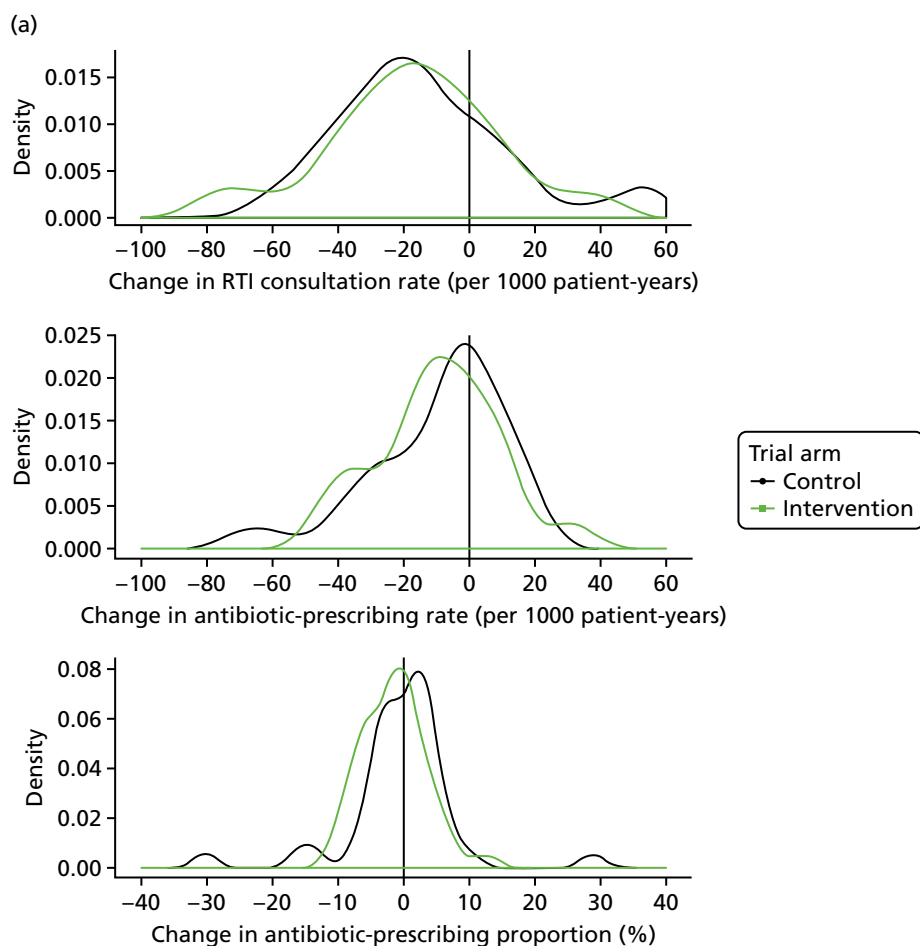 (a)
Density
0.015
0.010
0.005
0.000
−100 −80 −60 −40 −20 0 20 40 60
Change in RTI consultation rate (per 1000 patient-years)
Density
0.025
0.020
0.015
0.010
0.005
0.000
−100 −80 −60 −40 −20 0 20 40 60
Change in antibiotic-prescribing rate (per 1000 patient-years)
Trial arm
Control
Intervention
Density
0.08
0.06
0.04
0.02
0.00
−40 −30 −20 −10 0 10 20 30 40
Change in antibiotic-prescribing proportion (%)